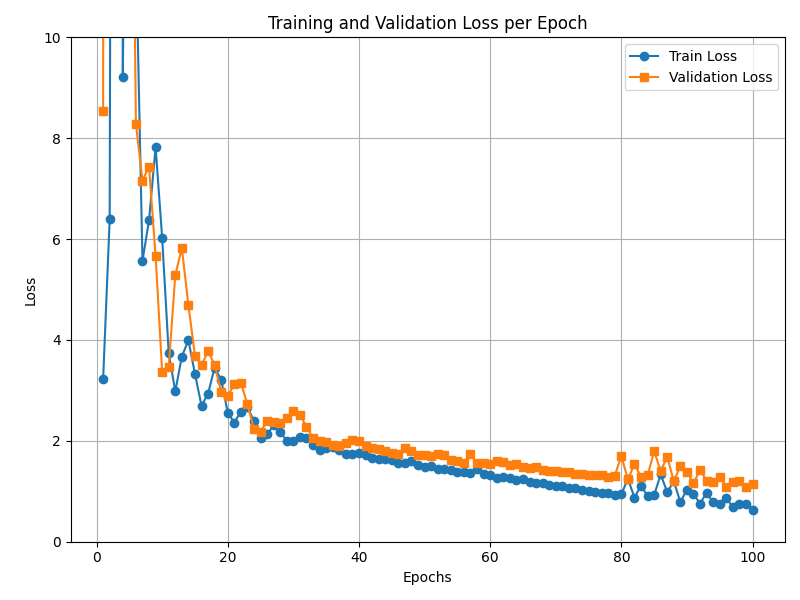 Training and Validation Loss per Epoch
Train Loss
Validation Loss
Loss
10
8
6
4
2
0
0 20 40 60 80 100
Epochs